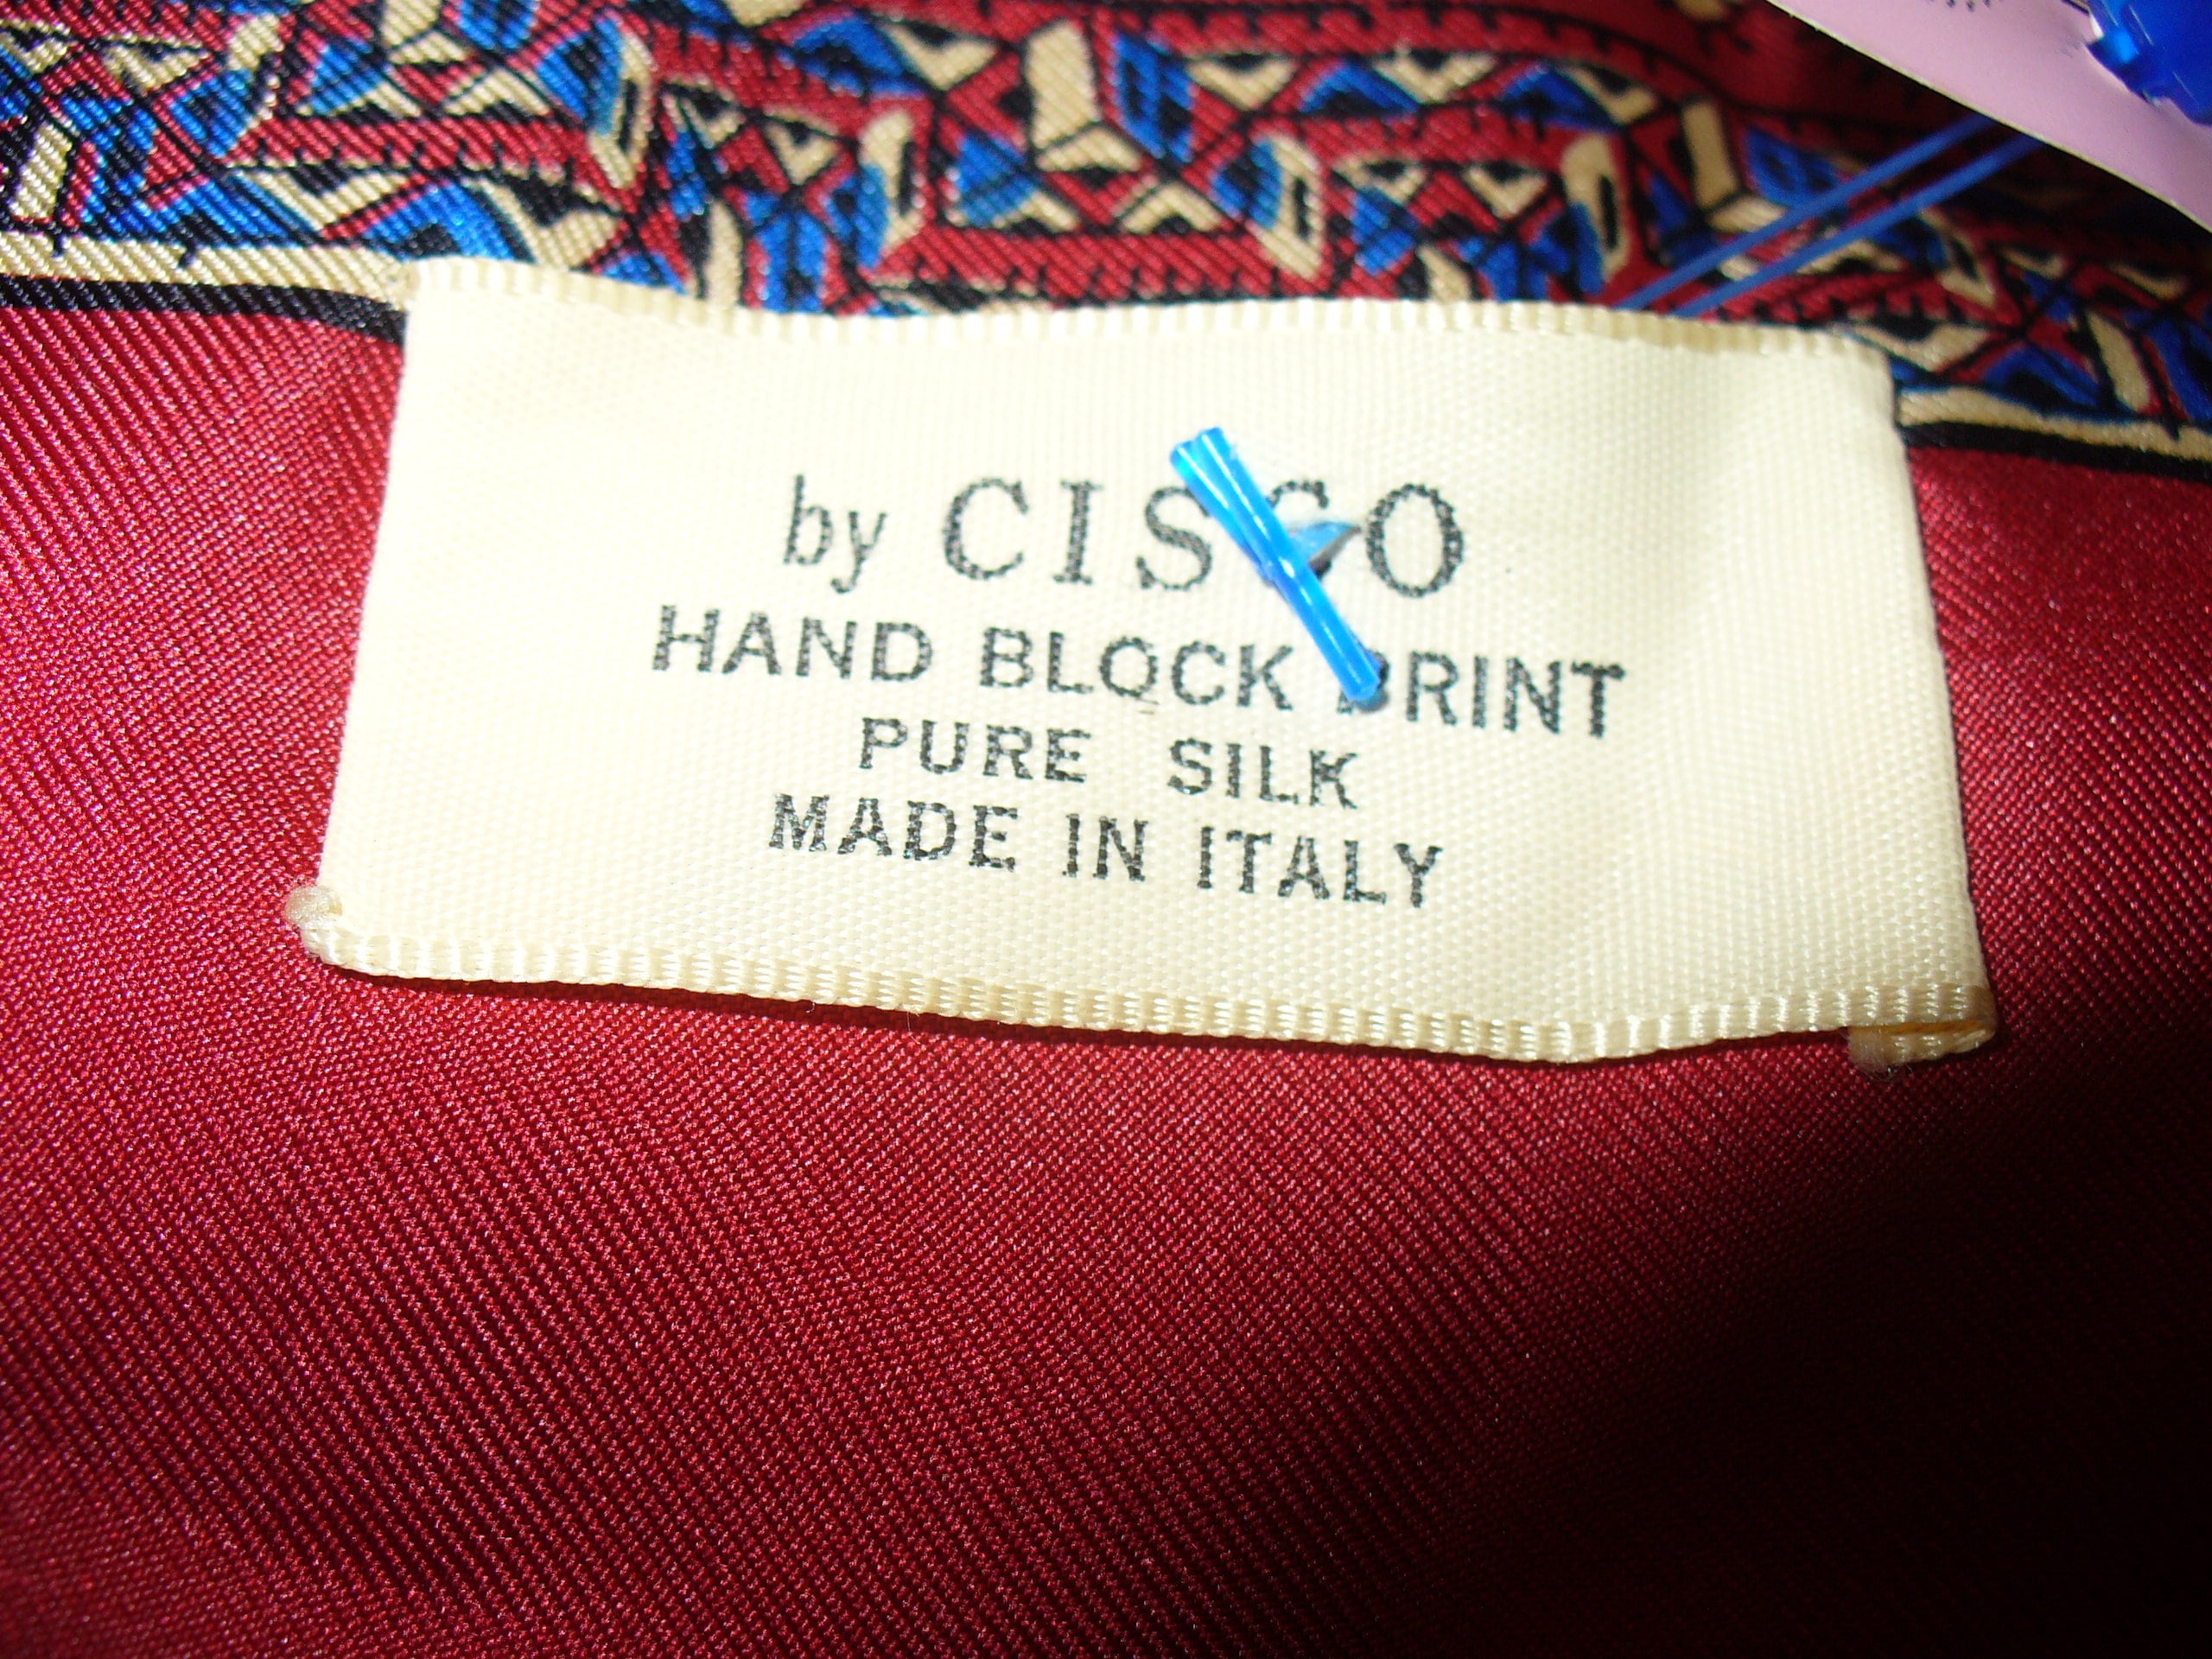 by CISCO
HAND BLOCK PRINT
PURE SILK
MADE IN ITALY